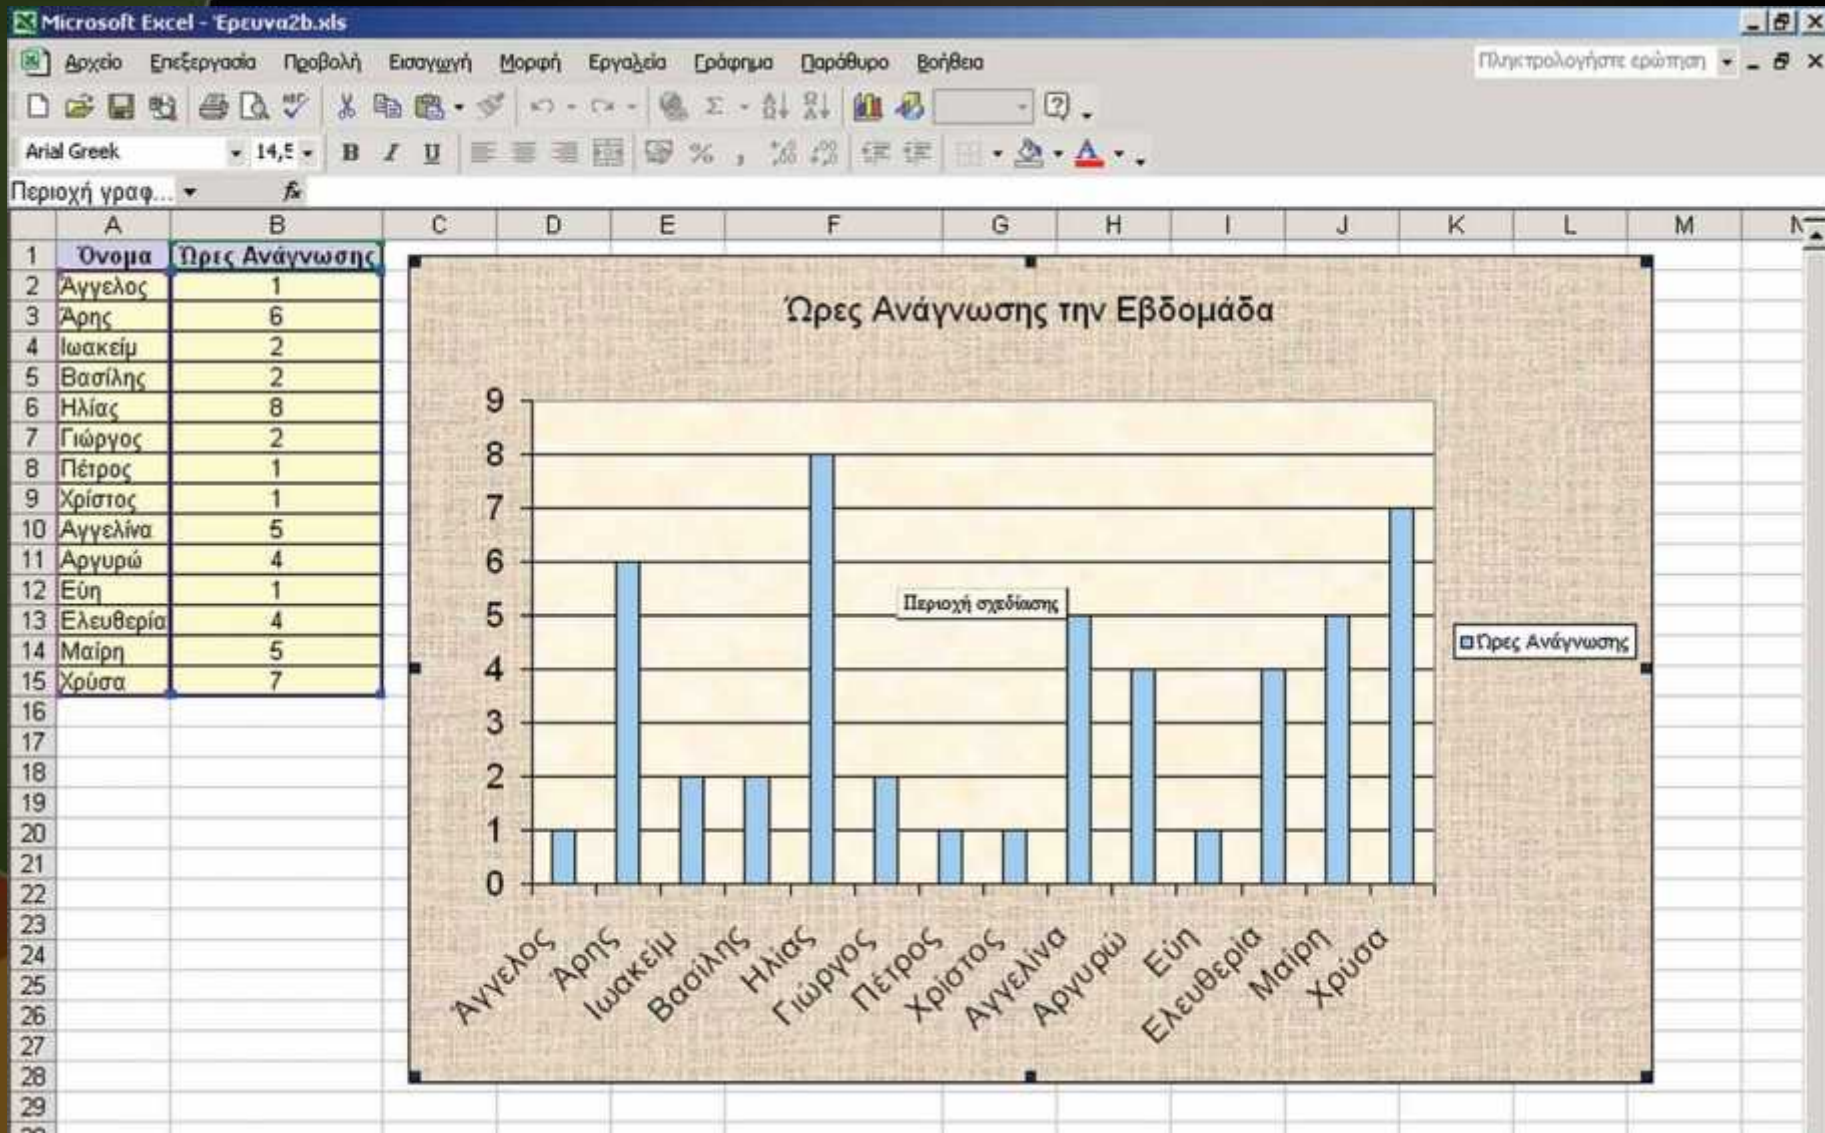 Microsoft Excel - Έρευνα2b.xls
Αρχείο Επεξεργασία Προβολή Εισαγωγή Μορφή Εργαλεία Γράφημα Παράθυρο Βοήθεια Πληκτρολογήστε ερώτηση
Arial Greek 14,5 B I U % ,
Περιοχή γραφ... fx
A B C D E F G H I J K L M N
1 Όνομα Ώρες Ανάγνωσης
2 Άγγελος 1
3 Άρης 6
4 Ιωακείμ 2
5 Βασίλης 2
6 Ηλίας 8
7 Γιώργος 2
8 Πέτρος 1
9 Χρίστος 1
10 Αγγελίνα 5
11 Αργυρώ 4
12 Εύη 1
13 Ελευθερία 4
14 Μαίρη 5
15 Χρύσα 7
16
17
18
19
20
21
22
23
24
25
26
27
28
29
Ώρες Ανάγνωσης την Εβδομάδα
9
8
7
6
5
4
3
2
1
0
Περιοχή σχεδίασης
Ώρες Ανάγνωσης
Άγγελος Άρης Ιωακείμ Βασίλης Ηλίας Γιώργος Πέτρος Χρίστος Αγγελίνα Αργυρώ Εύη Ελευθερία Μαίρη Χρύσα